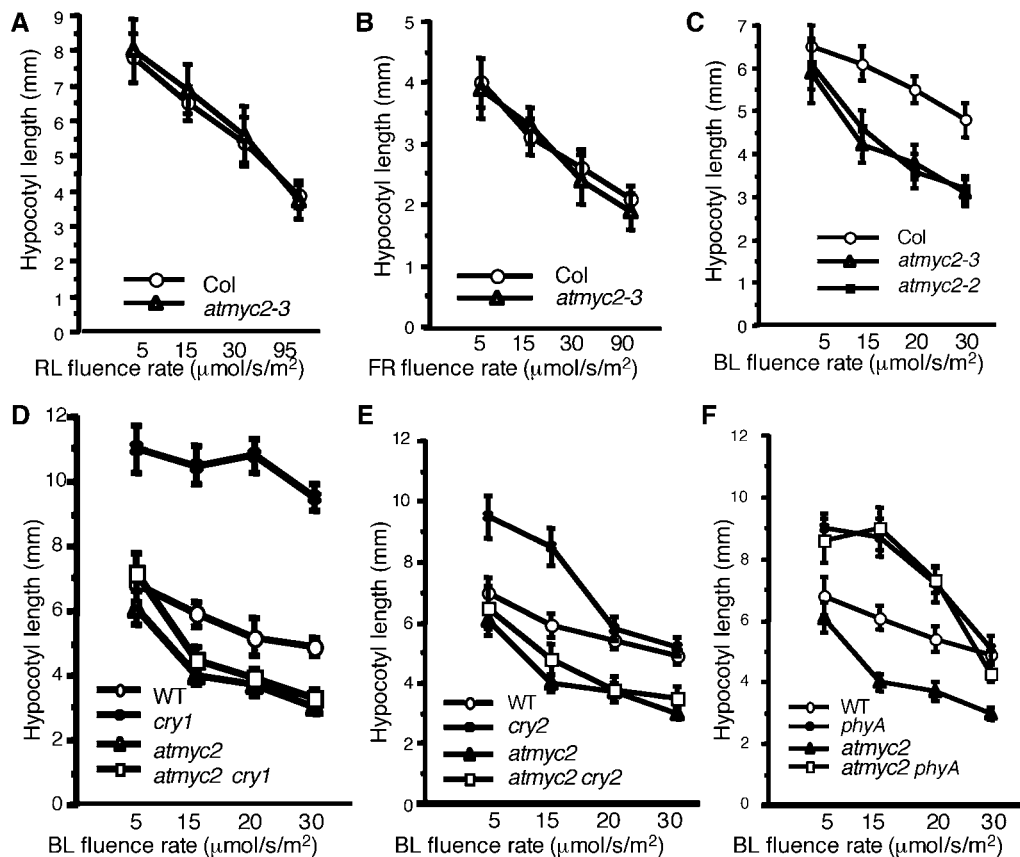 A
Hypocotyl length (mm)
9
8
7
6
5
4
3
2
1
0
Col
atmyc2-3
5 15 30 95
RL fluence rate (µmol/s/m²)
B
Hypocotyl length (mm)
5
4
3
2
1
0
Col
atmyc2-3
5 15 30 90
FR fluence rate (µmol/s/m²)
C
Hypocotyl length (mm)
7
6
5
4
3
2
1
0
Col
atmyc2-3
atmyc2-2
5 15 20 30
BL fluence rate (µmol/s/m²)
D
Hypocotyl length (mm)
12
10
8
6
4
2
0
WT
cry1
atmyc2
atmyc2 cry1
5 15 20 30
BL fluence rate (µmol/s/m²)
E
Hypocotyl length (mm)
12
10
8
6
4
2
0
WT
cry2
atmyc2
atmyc2 cry2
5 15 20 30
BL fluence rate (µmol/s/m²)
F
Hypocotyl length (mm)
12
10
8
6
4
2
0
WT
phyA
atmyc2
atmyc2 phyA
5 15 20 30
BL fluence rate (µmol/s/m²)